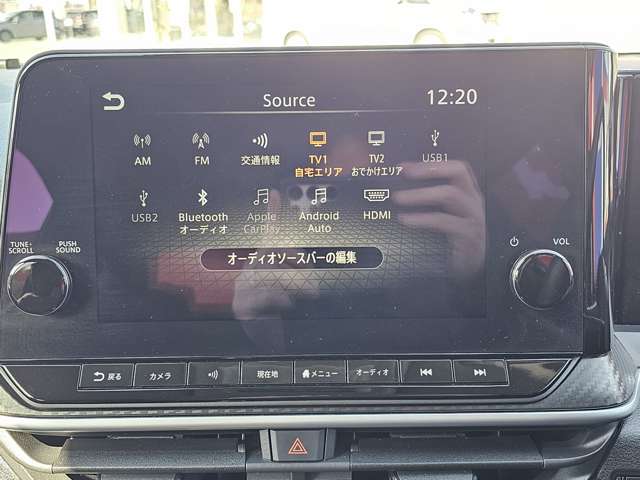 Source
12:20
AM
FM
交通情報
TV1
自宅エリア
TV2
おでかけエリア
USB1
USB2
Bluetooth
オーディオ
Apple
CarPlay
Android
Auto
HDMI
オーディオソースバーの編集
TUNE・
SCROLL
PUSH
SOUND
VOL
戻る
カメラ
現在地
メニュー
オーディオ